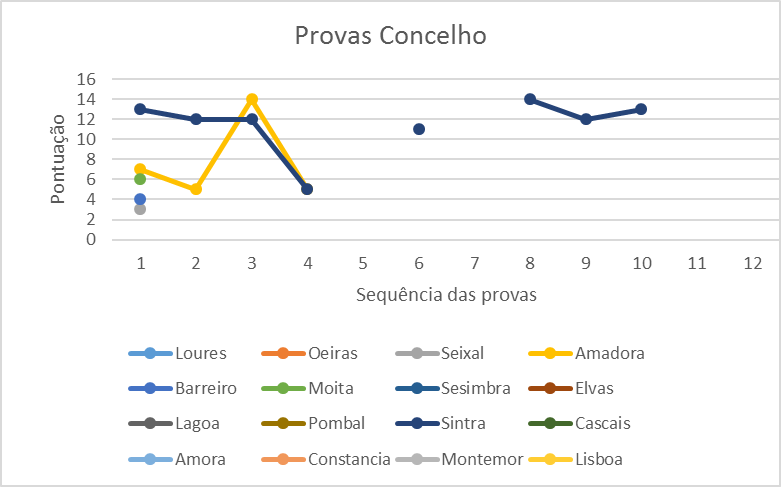 Provas Concelho
16
14
12
10
8
6
4
2
0
Pontuação
1 2 3 4 5 6 7 8 9 10 11 12
Sequência das provas
Loures Oeiras Seixal Amadora
Barreiro Moita Sesimbra Elvas
Lagoa Pombal Sintra Cascais
Amora Constancia Montemor Lisboa